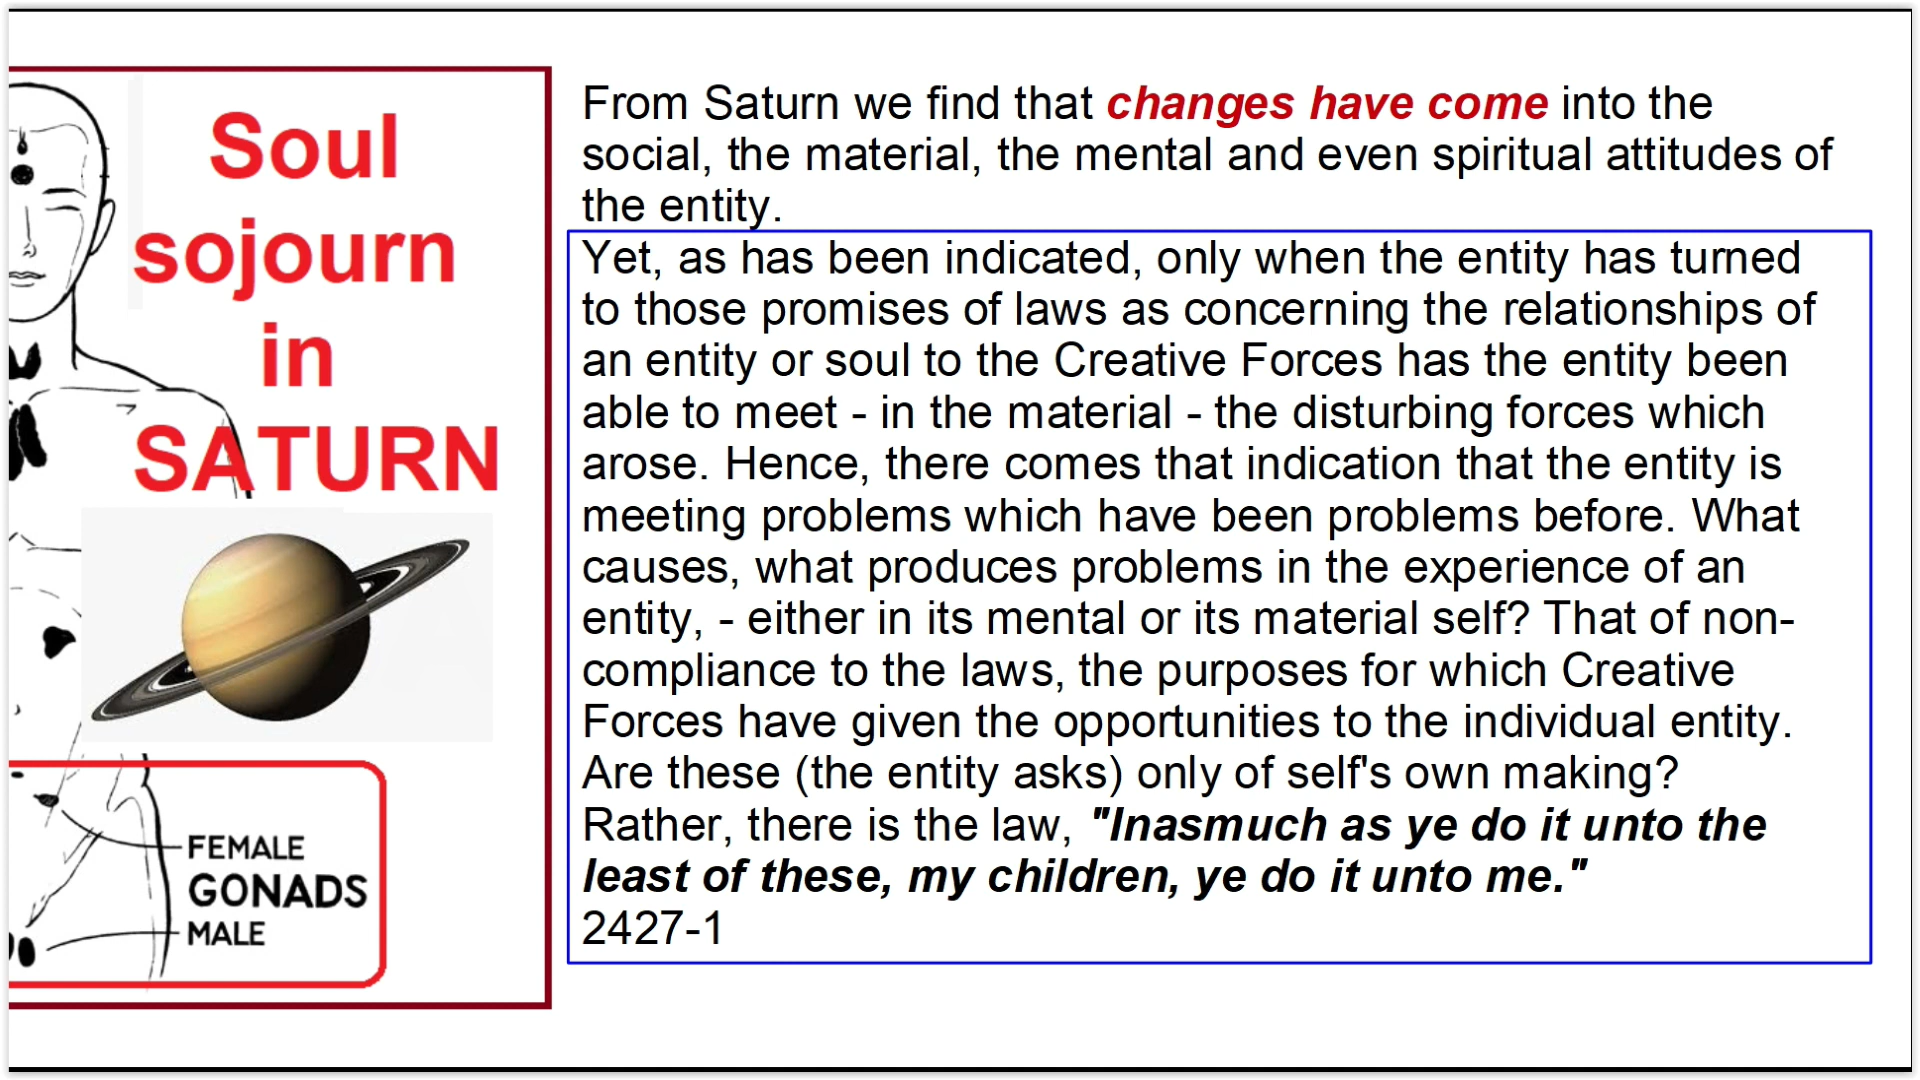 Soul
sojourn
in
SATURN
FEMALE
GONADS
MALE
From Saturn we find that changes have come into the
social, the material, the mental and even spiritual attitudes of
the entity.
Yet, as has been indicated, only when the entity has turned
to those promises of laws as concerning the relationships of
an entity or soul to the Creative Forces has the entity been
able to meet - in the material - the disturbing forces which
arose. Hence, there comes that indication that the entity is
meeting problems which have been problems before. What
causes, what produces problems in the experience of an
entity, - either in its mental or its material self? That of non-
compliance to the laws, the purposes for which Creative
Forces have given the opportunities to the individual entity.
Are these (the entity asks) only of self's own making?
Rather, there is the law, "Inasmuch as ye do it unto the
least of these, my children, ye do it unto me."
2427-1